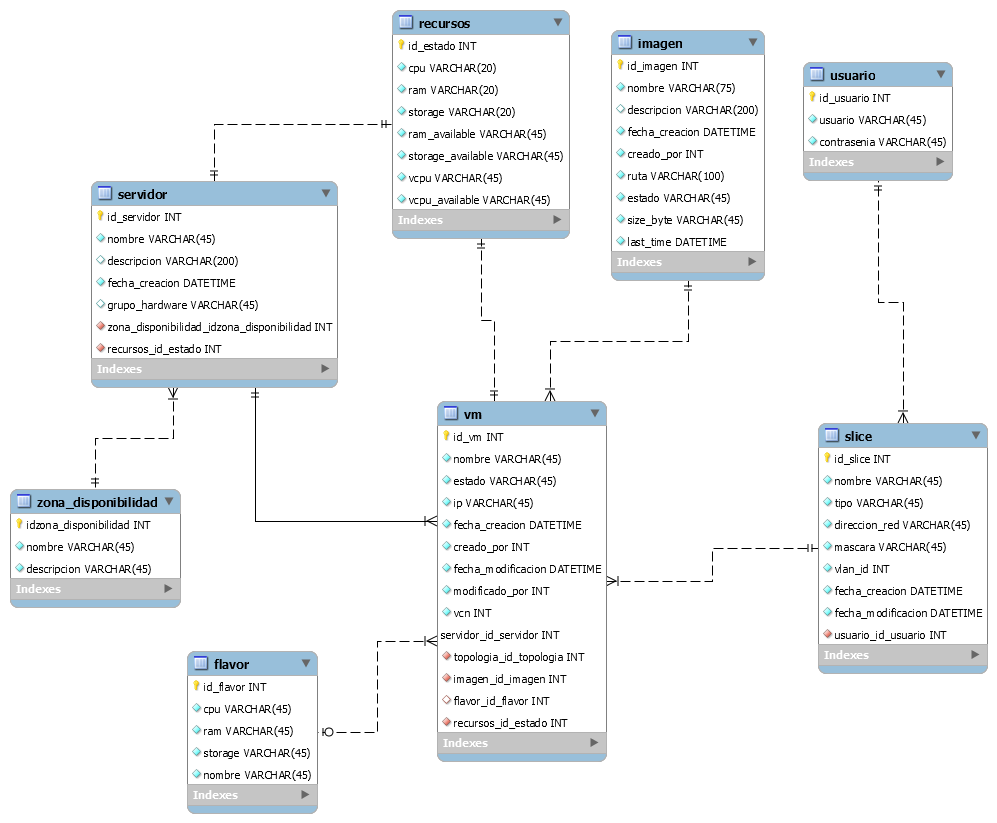 recursos
id_estado INT
cpu VARCHAR(20)
ram VARCHAR(20)
storage VARCHAR(20)
ram_available VARCHAR(45)
storage_available VARCHAR(45)
vcpu VARCHAR(45)
vcpu_available VARCHAR(45)
Indexes
imagen
id_imagen INT
nombre VARCHAR(75)
descripcion VARCHAR(200)
fecha_creacion DATETIME
creado_por INT
ruta VARCHAR(100)
estado VARCHAR(45)
size_byte VARCHAR(45)
last_time DATETIME
Indexes
usuario
id_usuario INT
usuario VARCHAR(45)
contrasenia VARCHAR(45)
Indexes
servidor
id_servidor INT
nombre VARCHAR(45)
descripcion VARCHAR(200)
fecha_creacion DATETIME
grupo_hardware VARCHAR(45)
zona_disponibilidad_idzona_disponibilidad INT
recursos_id_estado INT
Indexes
vm
id_vm INT
nombre VARCHAR(45)
estado VARCHAR(45)
ip VARCHAR(45)
fecha_creacion DATETIME
creado_por INT
fecha_modificacion DATETIME
modificado_por INT
vcn INT
servidor_id_servidor INT
topologia_id_topologia INT
imagen_id_imagen INT
flavor_id_flavor INT
recursos_id_estado INT
Indexes
slice
id_slice INT
nombre VARCHAR(45)
tipo VARCHAR(45)
direccion_red VARCHAR(45)
mascara VARCHAR(45)
vlan_id INT
fecha_creacion DATETIME
fecha_modificacion DATETIME
usuario_id_usuario INT
Indexes
zona_disponibilidad
idzona_disponibilidad INT
nombre VARCHAR(45)
descripcion VARCHAR(45)
Indexes
flavor
id_flavor INT
cpu VARCHAR(45)
ram VARCHAR(45)
storage VARCHAR(45)
nombre VARCHAR(45)
Indexes